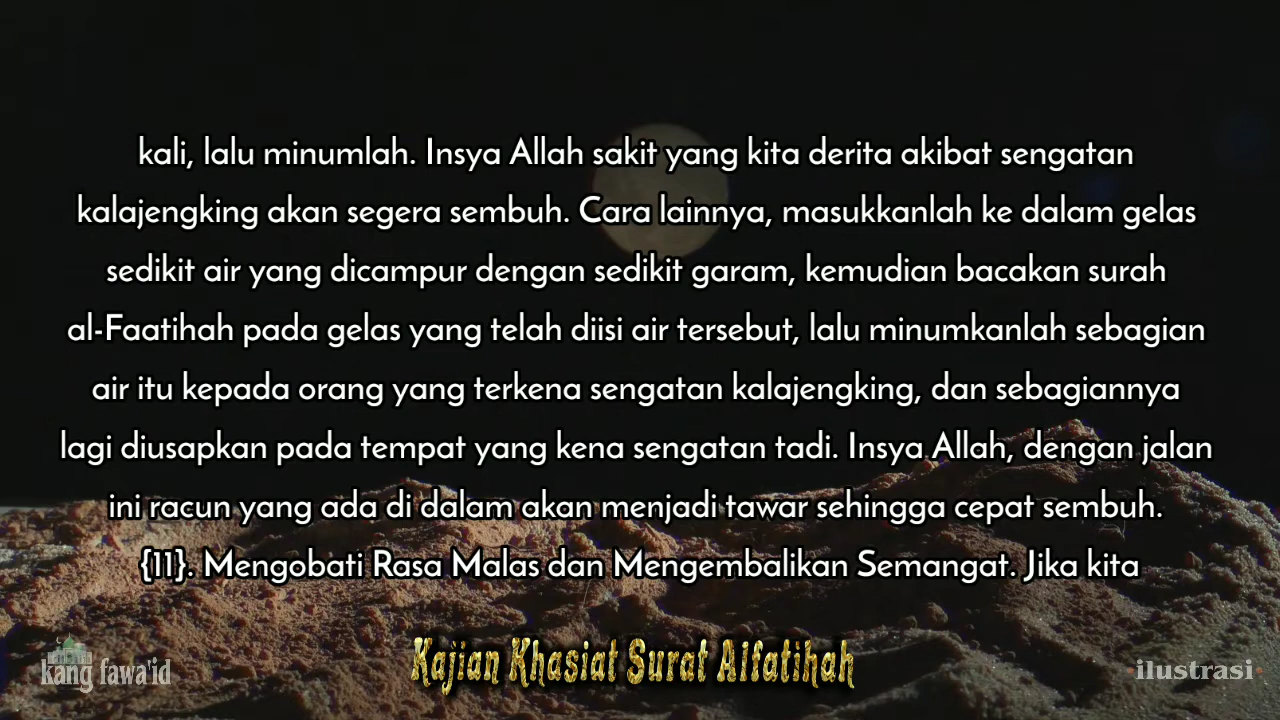 kali, lalu minumlah. Insya Allah sakit yang kita derita akibat sengatan
kalajengking akan segera sembuh. Cara lainnya, masukkanlah ke dalam gelas
sedikit air yang dicampur dengan sedikit garam, kemudian bacakan surah
al-Faatihah pada gelas yang telah diisi air tersebut, lalu minumkanlah sebagian
air itu kepada orang yang terkena sengatan kalajengking, dan sebagiannya
lagi diusapkan pada tempat yang kena sengatan tadi. Insya Allah, dengan jalan
ini racun yang ada di dalam akan menjadi tawar sehingga cepat sembuh.
{11}. Mengobati Rasa Malas dan Mengembalikan Semangat. Jika kita
Kajian Khasiat Surat Alfatihah
kang fawa'id
ilustrasi